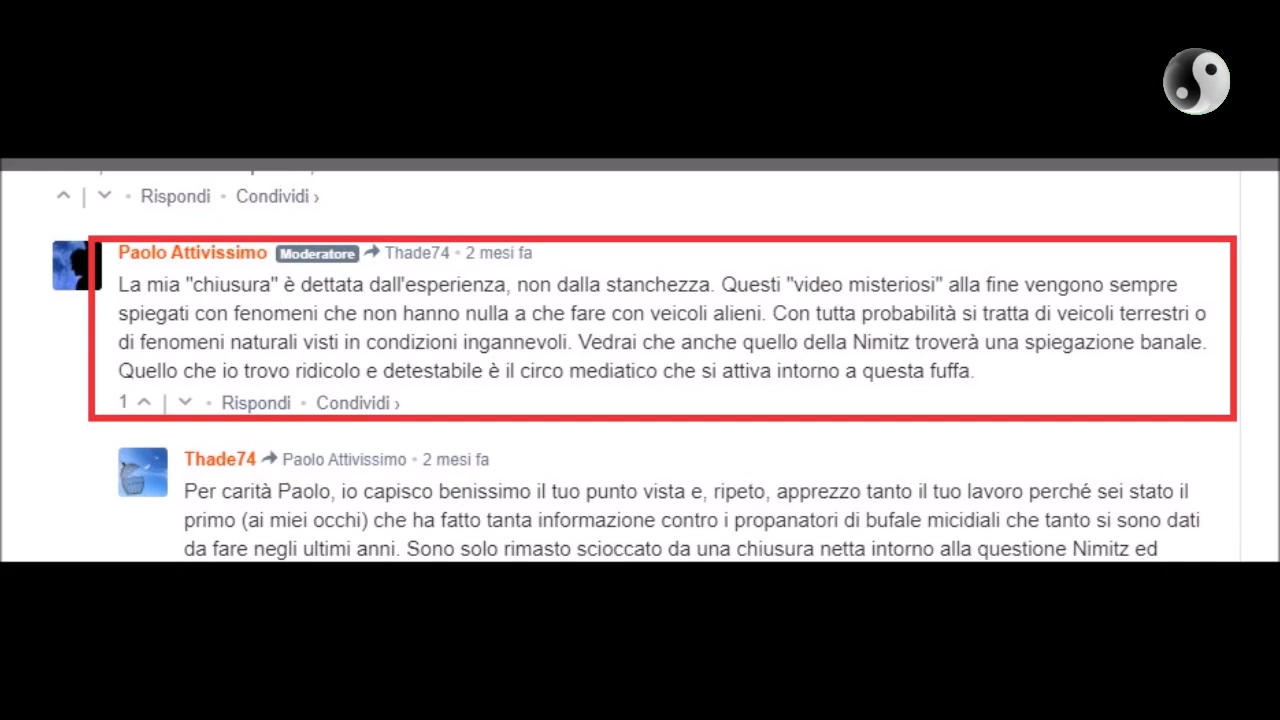 Rispondi • Condividi ›
Paolo Attivissimo Moderatore Thade74 • 2 mesi fa
La mia "chiusura" è dettata dall'esperienza, non dalla stanchezza. Questi "video misteriosi" alla fine vengono sempre
spiegati con fenomeni che non hanno nulla a che fare con veicoli alieni. Con tutta probabilità si tratta di veicoli terrestri o
di fenomeni naturali visti in condizioni ingannevoli. Vedrai che anche quello della Nimitz troverà una spiegazione banale.
Quello che io trovo ridicolo e detestabile è il circo mediatico che si attiva intorno a questa fuffa.
1 • Rispondi • Condividi ›
Thade74 Paolo Attivissimo • 2 mesi fa
Per carità Paolo, io capisco benissimo il tuo punto vista e, ripeto, apprezzo tanto il tuo lavoro perché sei stato il
primo (ai miei occhi) che ha fatto tanta informazione contro i propanatori di bufale micidiali che tanto si sono dati
da fare negli ultimi anni. Sono solo rimasto scioccato da una chiusura netta intorno alla questione Nimitz ed